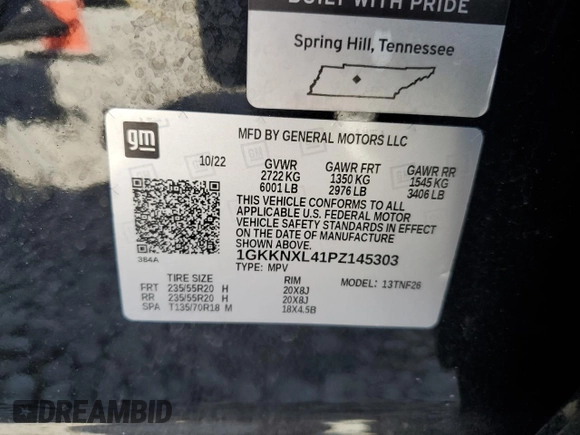 BUILT WITH PRIDE
Spring Hill, Tennessee
gm
MFD BY GENERAL MOTORS LLC
10/22 GVWR GAWR FRT GAWR RR
2722 KG 1350 KG 1545 KG
6001 LB 2976 LB 3406 LB
THIS VEHICLE CONFORMS TO ALL
APPLICABLE U.S. FEDERAL MOTOR
VEHICLE SAFETY STANDARDS IN EFFECT
ON THE DATE OF MANUFACTURE
SHOWN ABOVE.
384A 1GKKNXL41PZ145303
TYPE: MPV
TIRE SIZE RIM MODEL: 13TNF26
FRT 235/55R20 H 20X8J
RR 235/55R20 H 20X8J
SPA T135/70R18 M 18X4.5B
DREAMBID